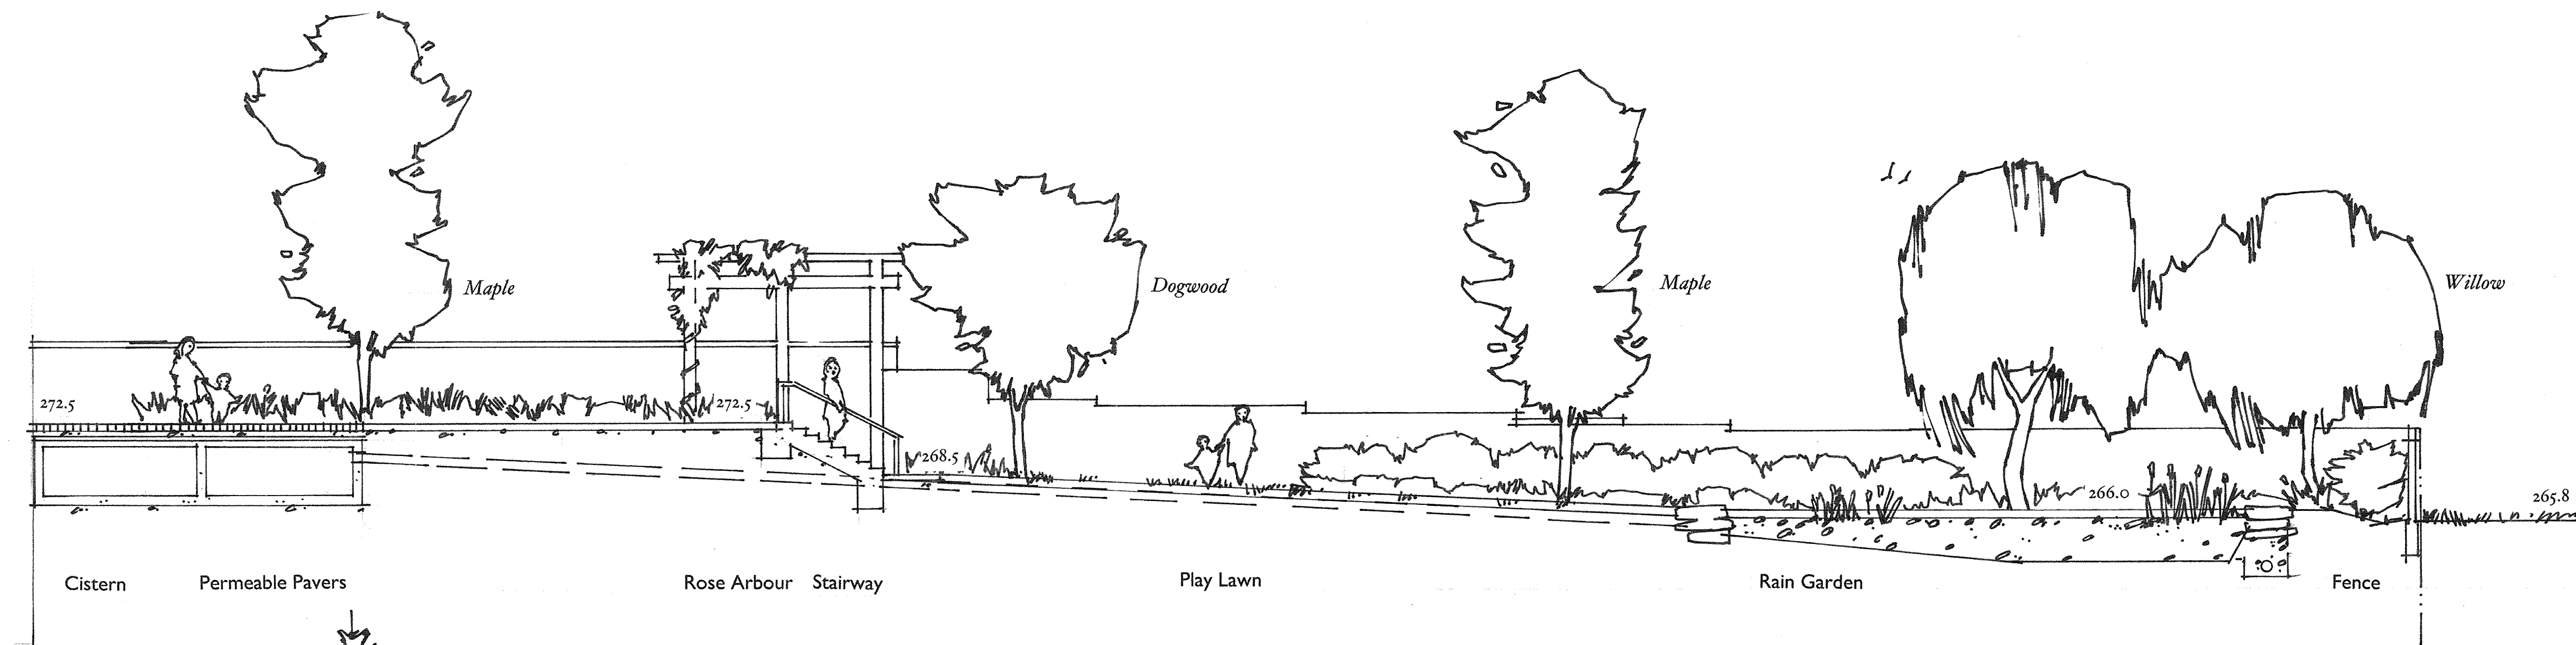 Maple
Dogwood
Maple
Willow
272.5
272.5
268.5
266.0
265.8
Cistern
Permeable Pavers
Rose Arbour
Stairway
Play Lawn
Rain Garden
Fence